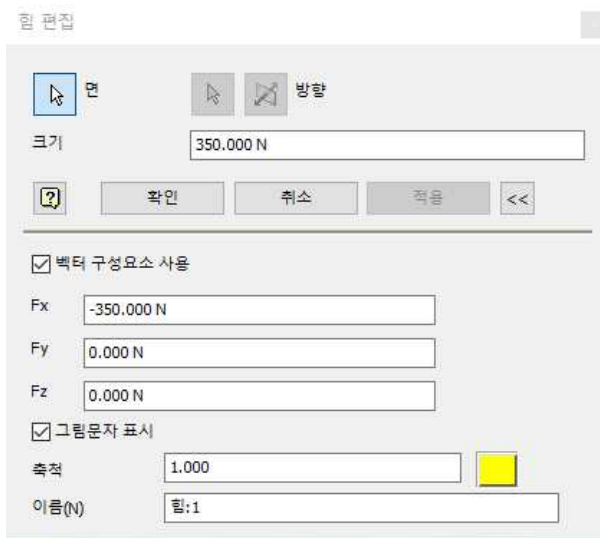 힘 편집
면
방향
크기
350.000 N
확인 취소 적용 <<
벡터 구성요소 사용
Fx -350.000 N
Fy 0.000 N
Fz 0.000 N
그림문자 표시
축척 1.000
이름(N) 힘:1